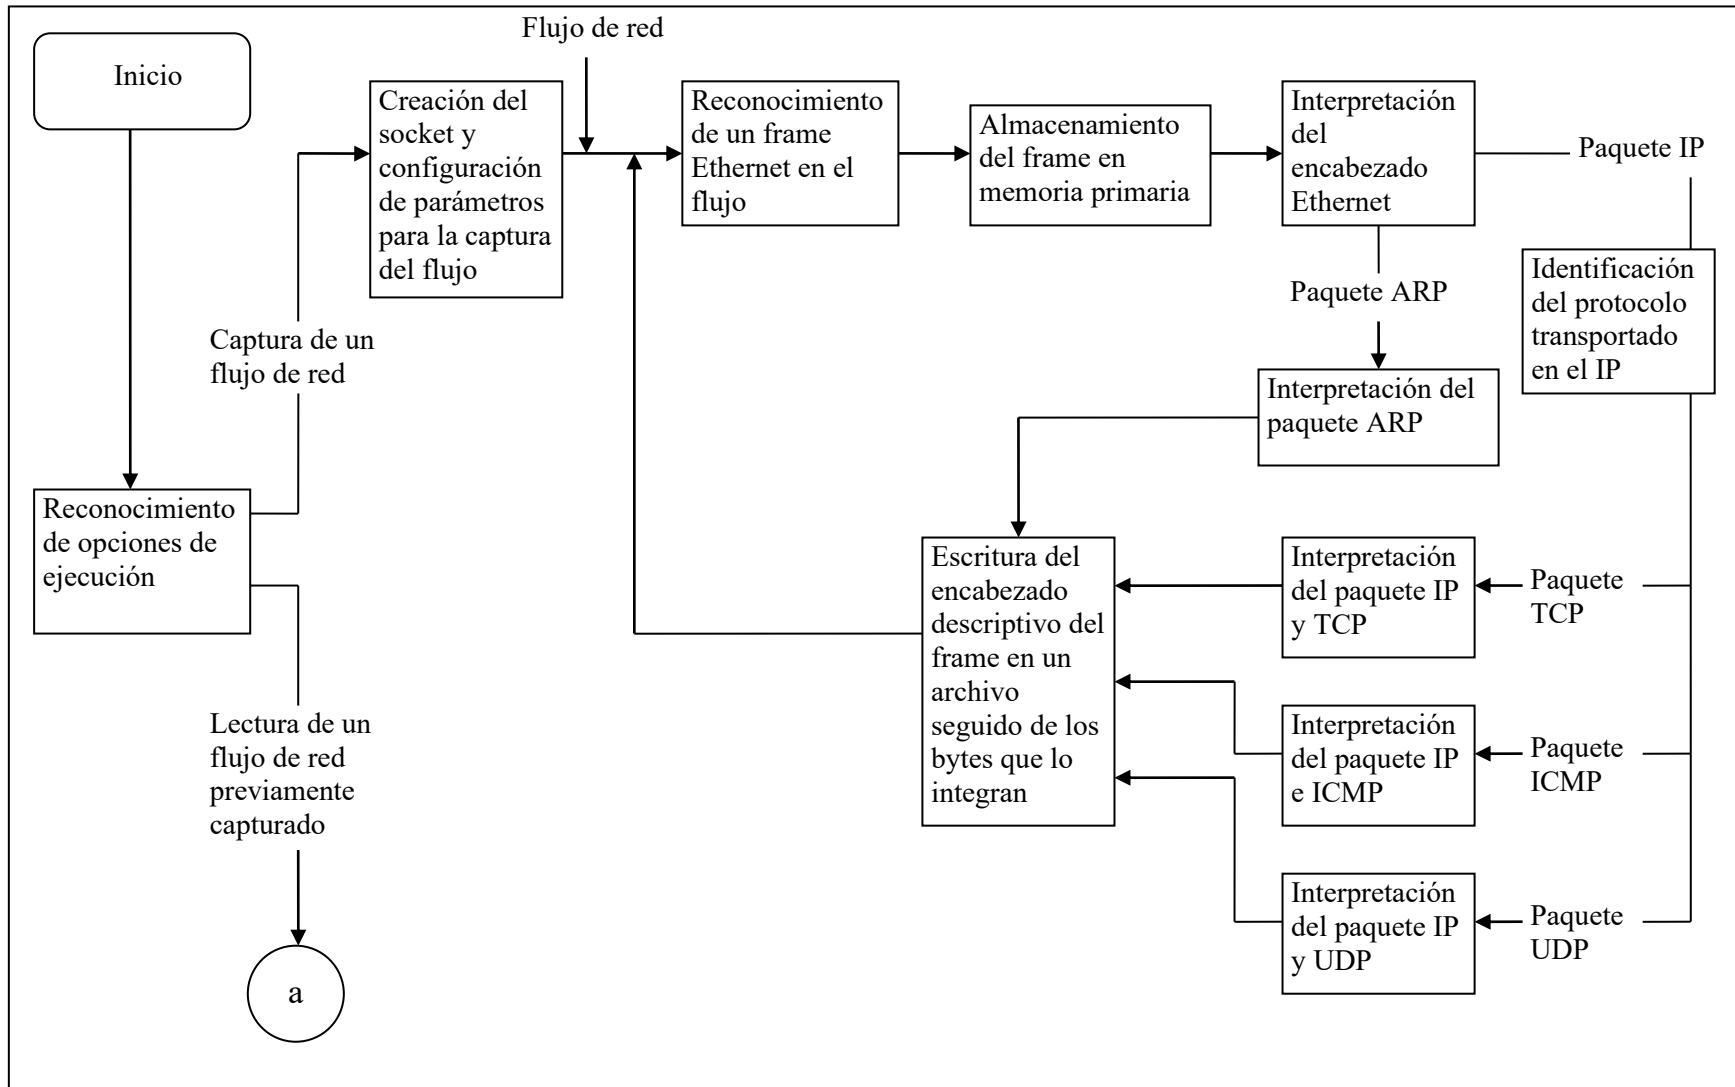 Flujo de red
Inicio
Creación del
socket y
configuración
de parámetros
para la captura
del flujo
Reconocimiento
de un frame
Ethernet en el
flujo
Almacenamiento
del frame en
memoria primaria
Interpretación
del
encabezado
Ethernet
Paquete IP
Identificación
del protocolo
transportado
en el IP
Paquete ARP
Interpretación del
paquete ARP
Captura de un
flujo de red
Reconocimiento
de opciones de
ejecución
Escritura del
encabezado
descriptivo del
frame en un
archivo
seguido de los
bytes que lo
integran
Interpretación
del paquete IP
y TCP
Paquete
TCP
Interpretación
del paquete IP
e ICMP
Paquete
ICMP
Interpretación
del paquete IP
y UDP
Paquete
UDP
Lectura de un
flujo de red
previamente
capturado
a